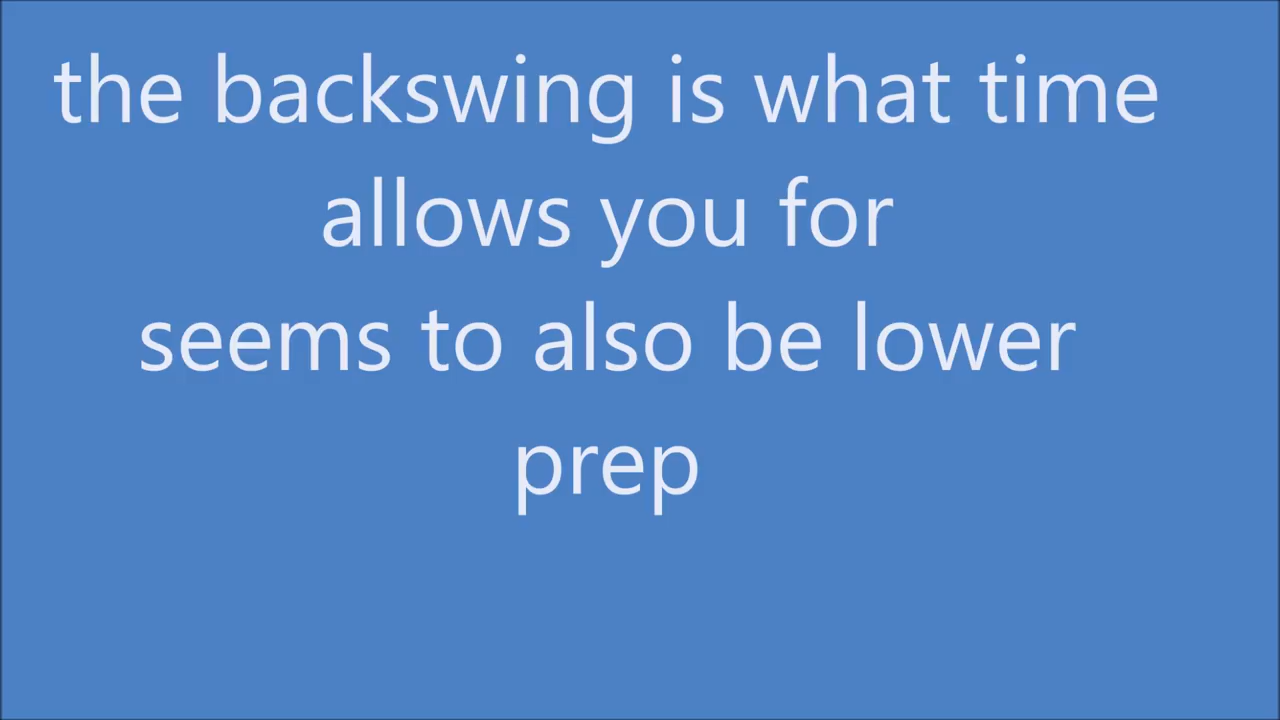 the backswing is what time
allows you for
seems to also be lower
prep